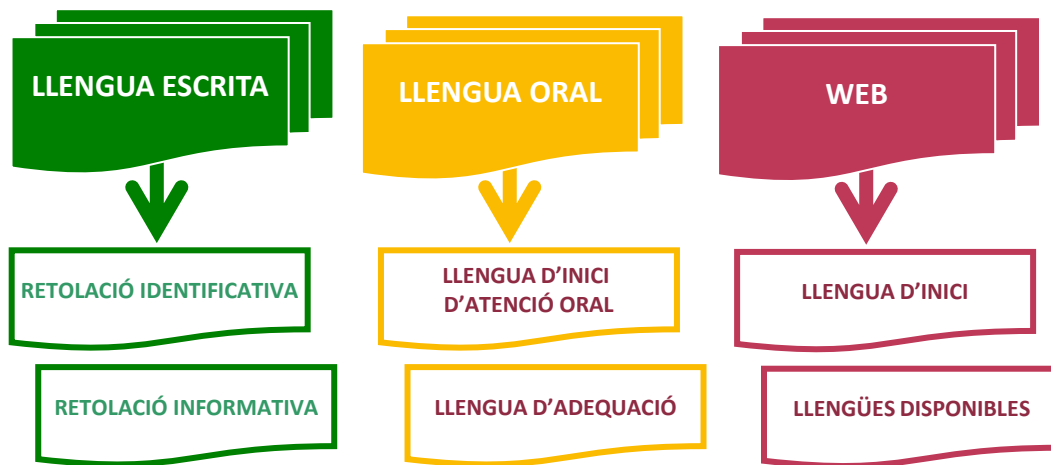 LLENGUA ESCRITA
LLENGUA ORAL
WEB
RETOLACIÓ IDENTIFICATIVA
LLENGUA D’INICI
D’ATENCIÓ ORAL
LLENGUA D’INICI
RETOLACIÓ INFORMATIVA
LLENGUA D’ADEQUACIÓ
LLENGÜES DISPONIBLES